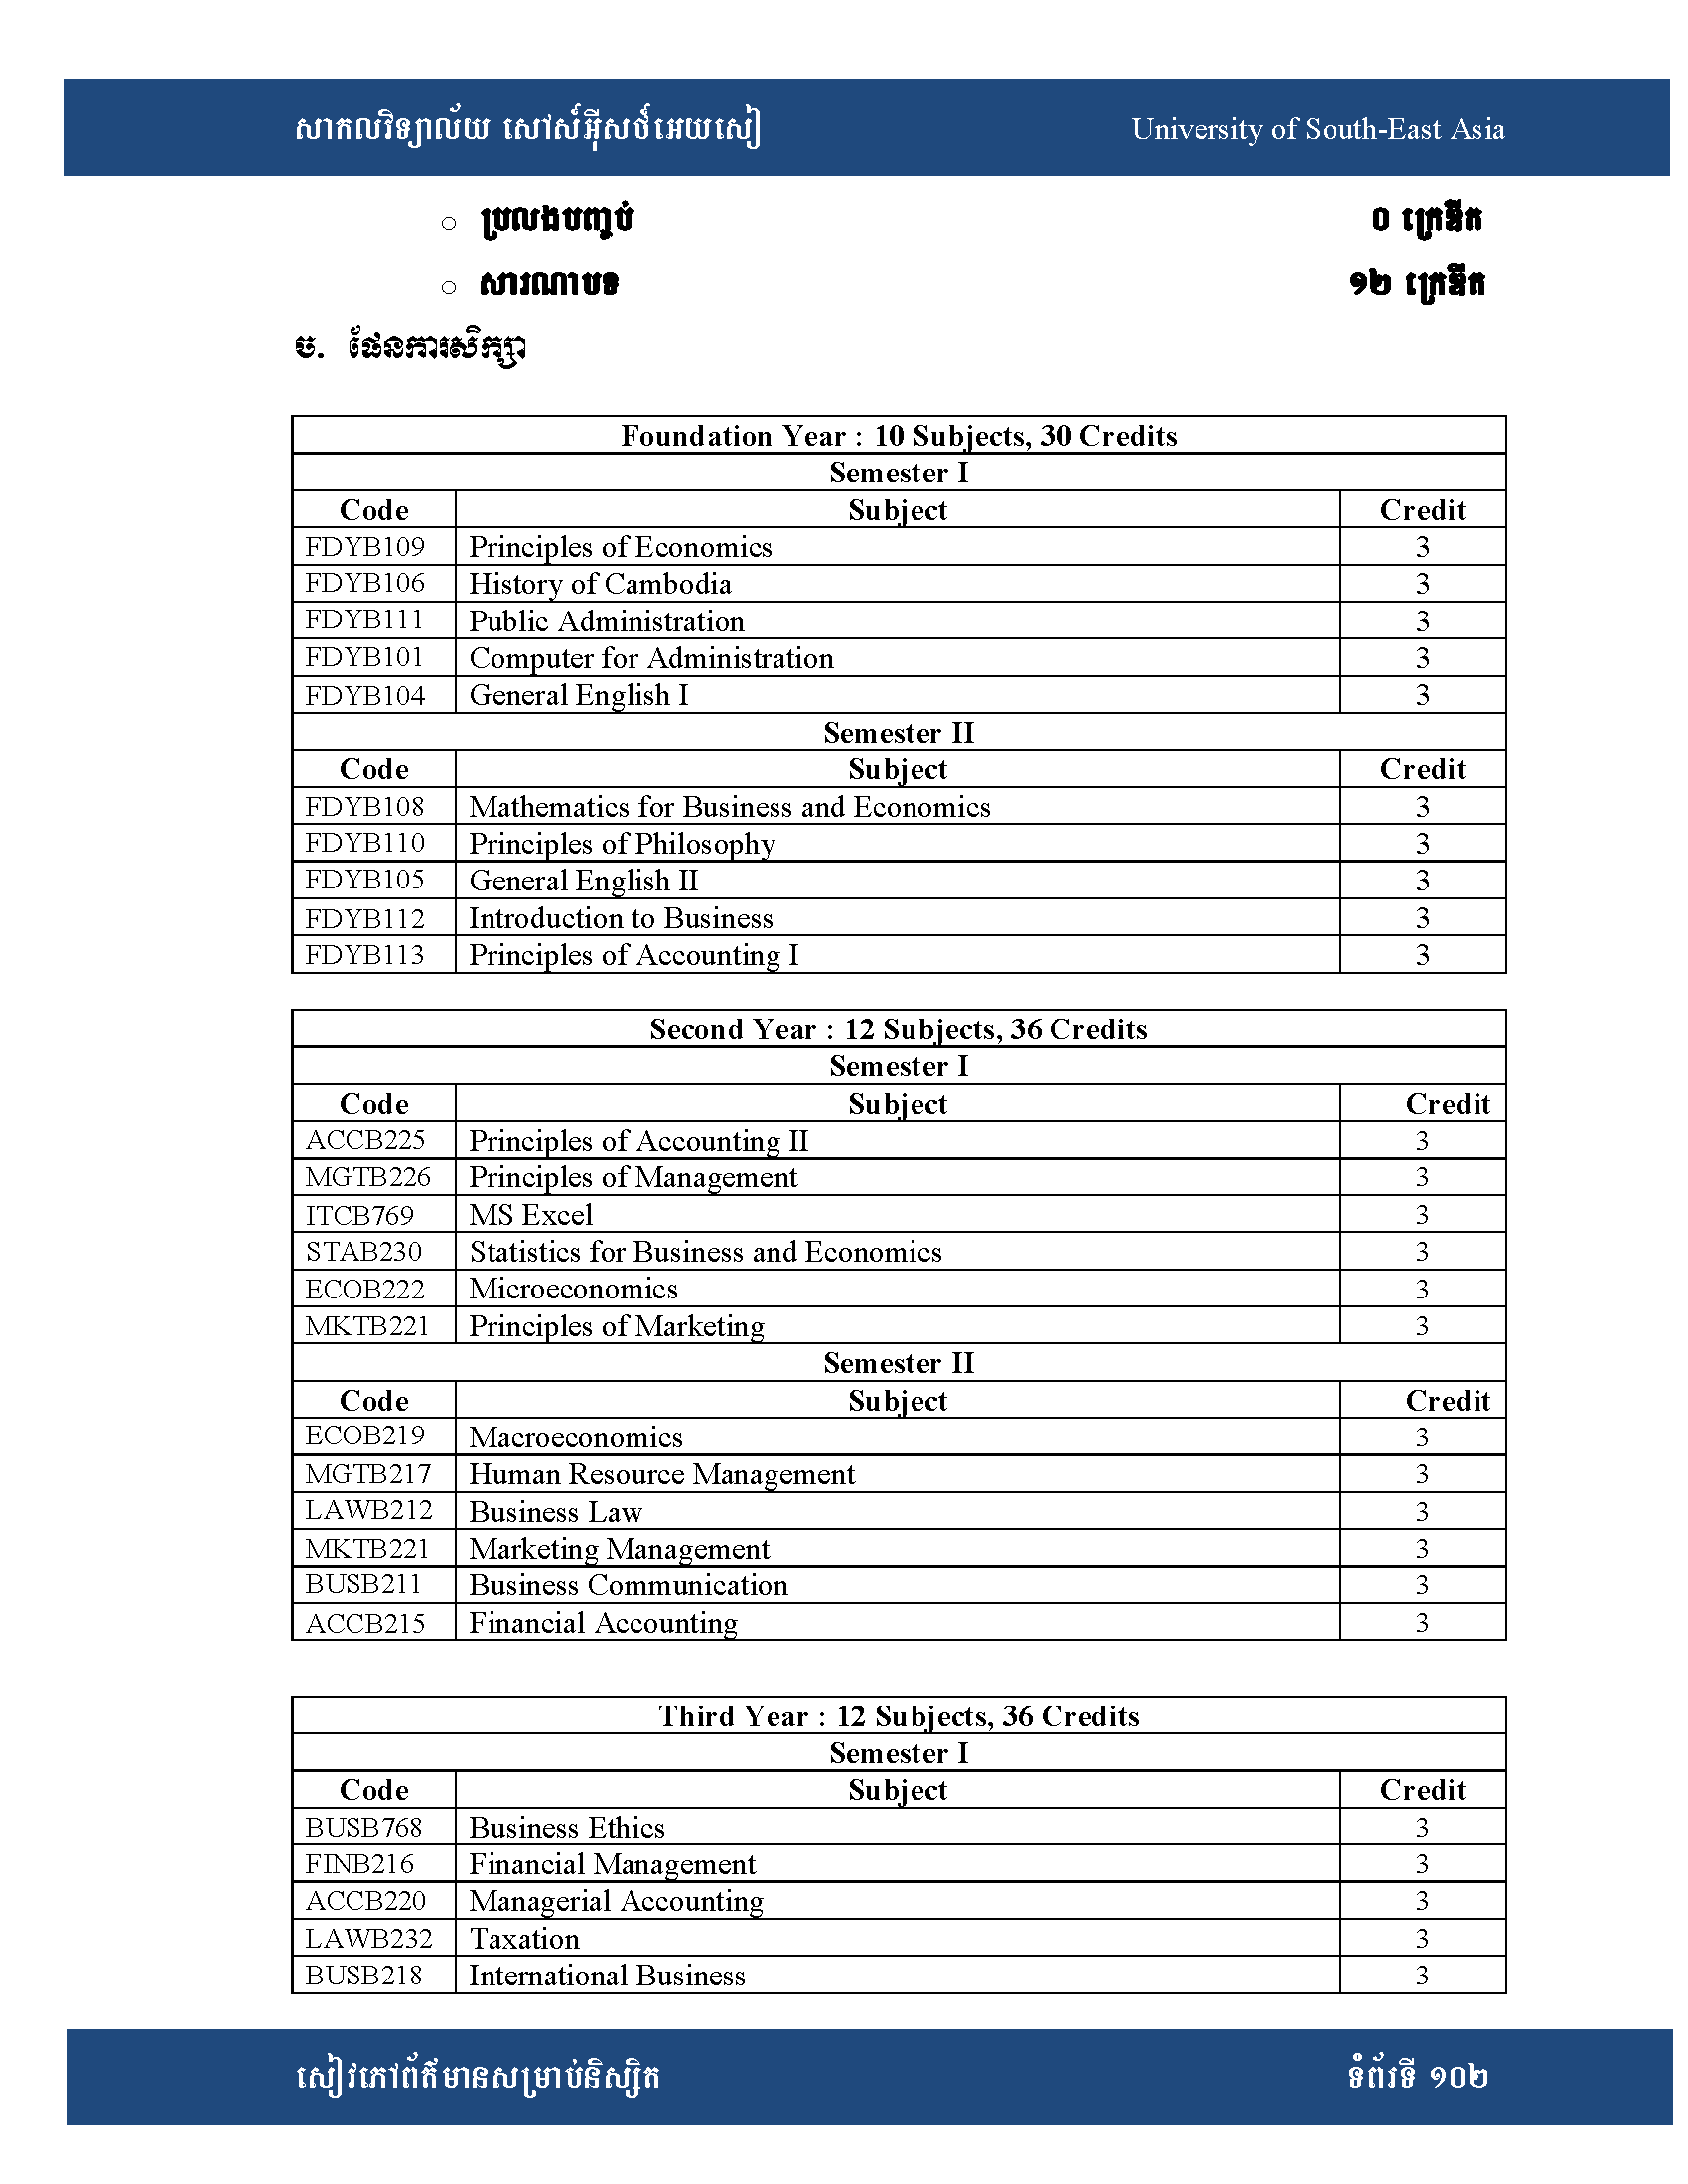 សាកលវិទ្យាល័យ សៅស៍អ៊ីសថ៍អេយសៀ University of South-East Asia
○ ប្រលងបញ្ចប់ ០ ក្រេឌីត
○ សារណាបទ ១២ ក្រេឌីត
ច. ផែនការសិក្សា
Foundation Year : 10 Subjects, 30 Credits
Semester I
Code Subject Credit
FDYB109 Principles of Economics 3
FDYB106 History of Cambodia 3
FDYB111 Public Administration 3
FDYB101 Computer for Administration 3
FDYB104 General English I 3
Semester II
Code Subject Credit
FDYB108 Mathematics for Business and Economics 3
FDYB110 Principles of Philosophy 3
FDYB105 General English II 3
FDYB112 Introduction to Business 3
FDYB113 Principles of Accounting I 3
Second Year : 12 Subjects, 36 Credits
Semester I
Code Subject Credit
ACCB225 Principles of Accounting II 3
MGTB226 Principles of Management 3
ITCB769 MS Excel 3
STAB230 Statistics for Business and Economics 3
ECOB222 Microeconomics 3
MKTB221 Principles of Marketing 3
Semester II
Code Subject Credit
ECOB219 Macroeconomics 3
MGTB217 Human Resource Management 3
LAWB212 Business Law 3
MKTB221 Marketing Management 3
BUSB211 Business Communication 3
ACCB215 Financial Accounting 3
Third Year : 12 Subjects, 36 Credits
Semester I
Code Subject Credit
BUSB768 Business Ethics 3
FINB216 Financial Management 3
ACCB220 Managerial Accounting 3
LAWB232 Taxation 3
BUSB218 International Business 3
សៀវភៅព័ត៌មានសម្រាប់និស្សិត ទំព័រទី ១០២